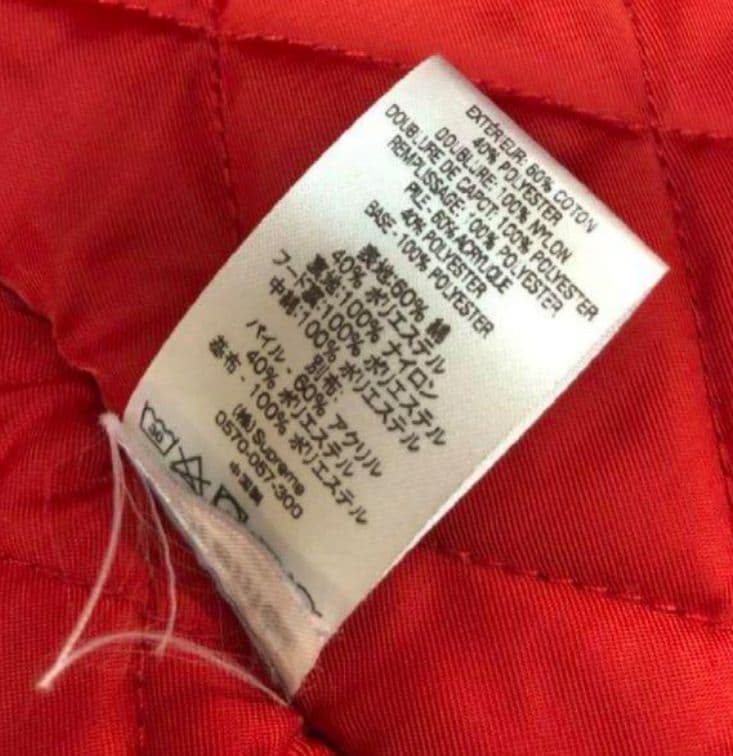 EXTÉRIEUR: 60% COTON
40% POLYESTER
DOUBLURE: 100% NYLON
DOUBLURE DE CAPOT: 100% POLYESTER
REMPLISSAGE: 100% POLYESTER
PILE - 60% ACRYLIQUE
40% POLYESTER
BASE - 100% POLYESTER
表地:60% 綿
40% ポリエステル
裏地:100% ナイロン
フード裏:100% ポリエステル
中綿:100% ポリエステル
別布
パイル - 60% アクリル
40% ポリエステル
基布 - 100% ポリエステル
(株)Supreme
0570-057-300
中国製
30